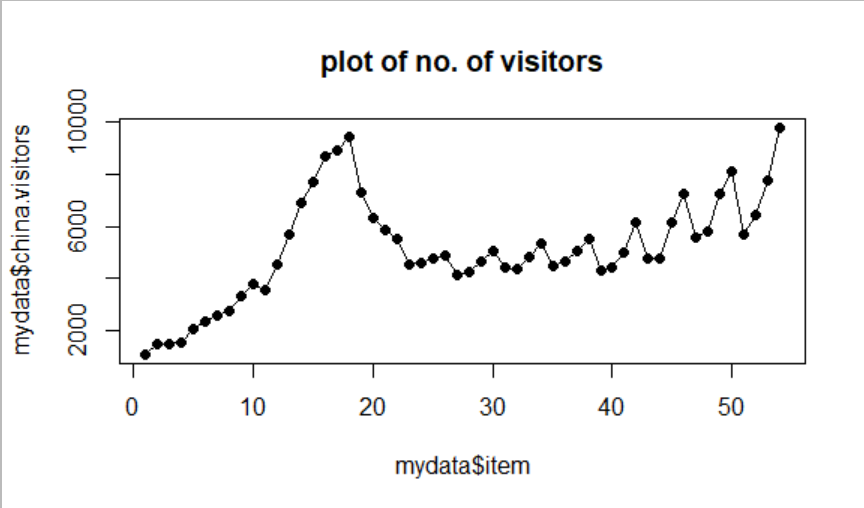 plot of no. of visitors
mydata$china.visitors
10000
6000
2000
0 10 20 30 40 50
mydata$item